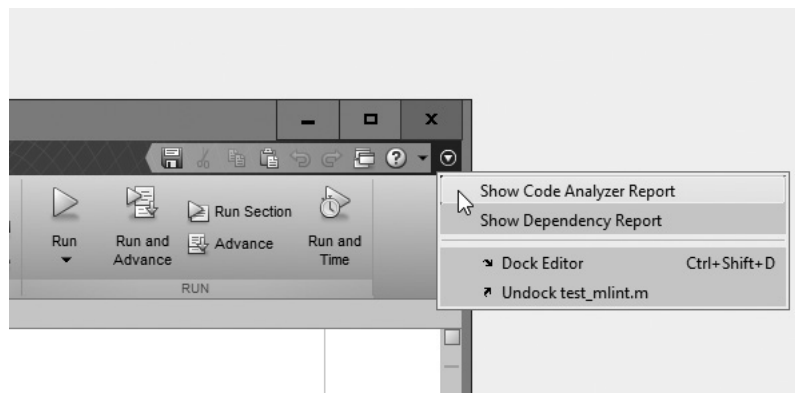 Show Code Analyzer Report
Show Dependency Report
Dock Editor Ctrl+Shift+D
Undock test_mlint.m
Run
Run and
Advance
Run Section
Advance
Run and
Time
RUN